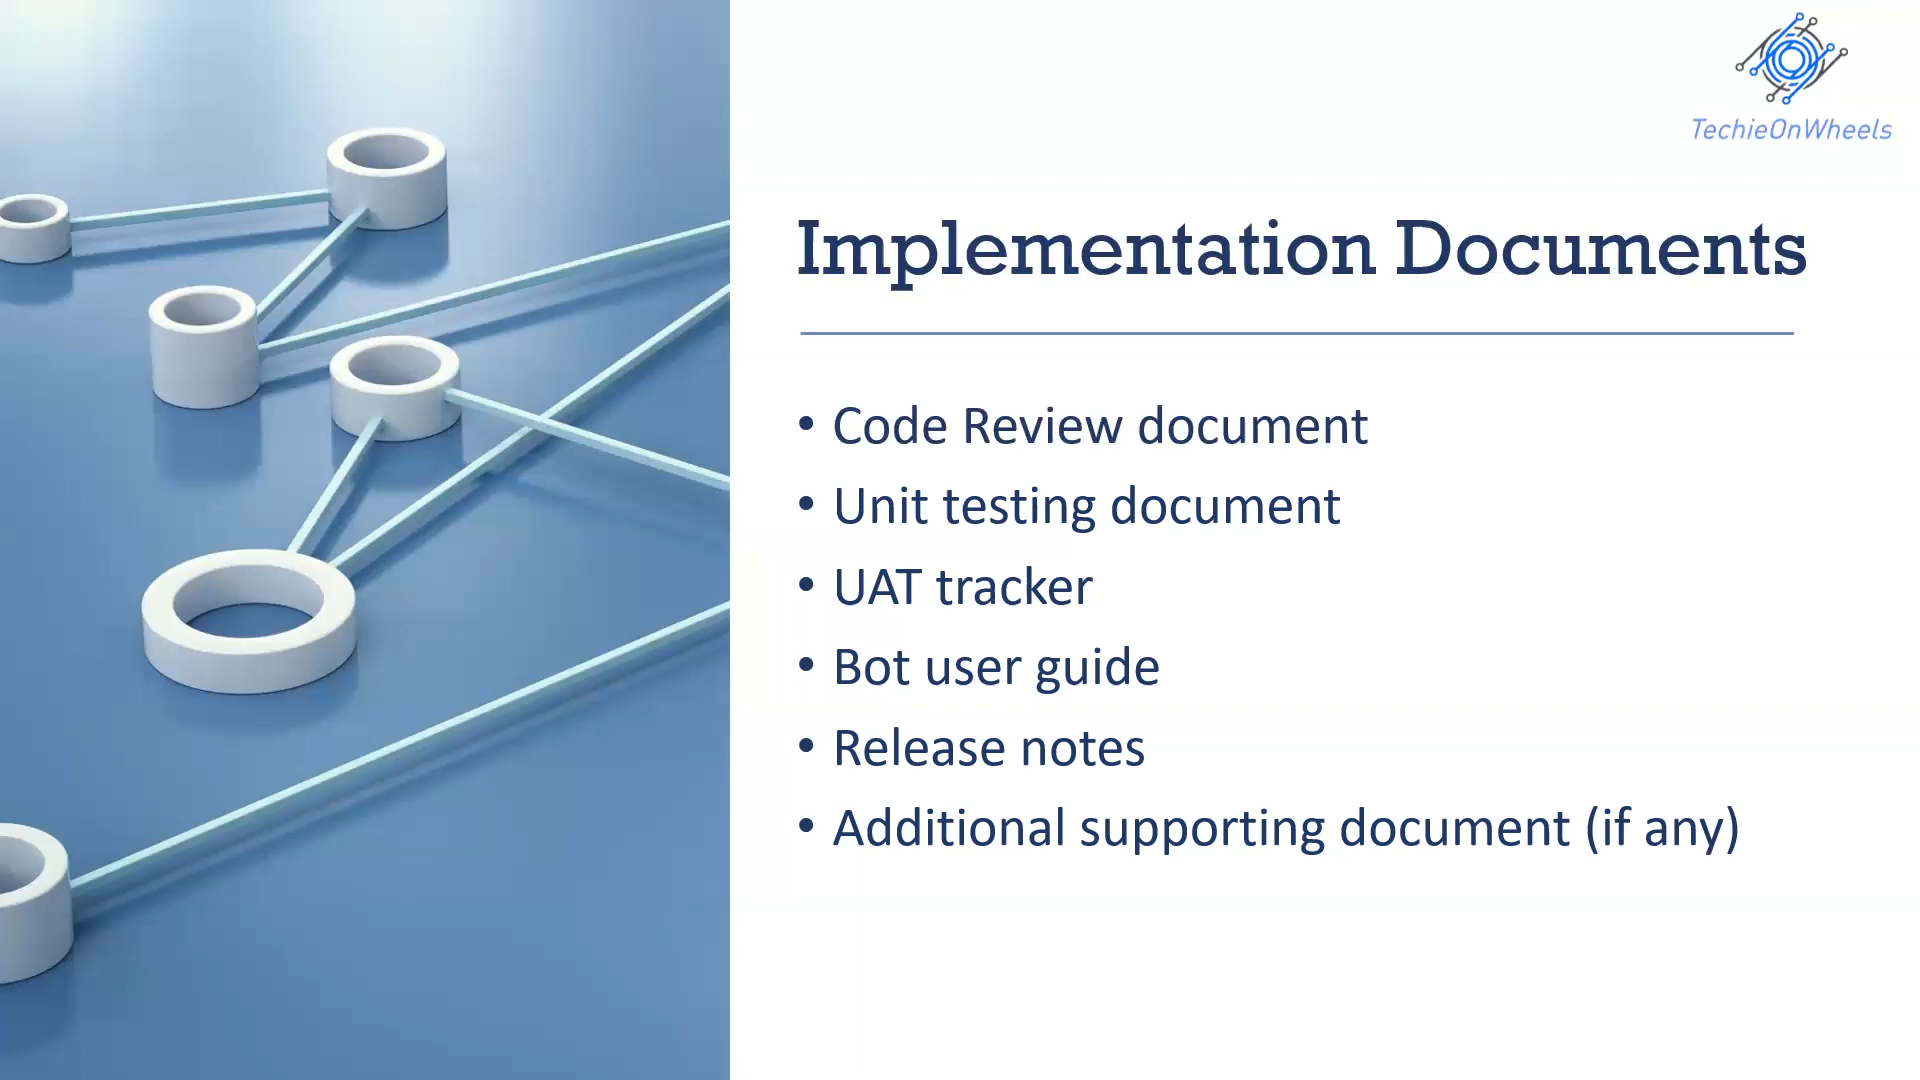 TechieOnWheels
Implementation Documents
• Code Review document
• Unit testing document
• UAT tracker
• Bot user guide
• Release notes
• Additional supporting document (if any)